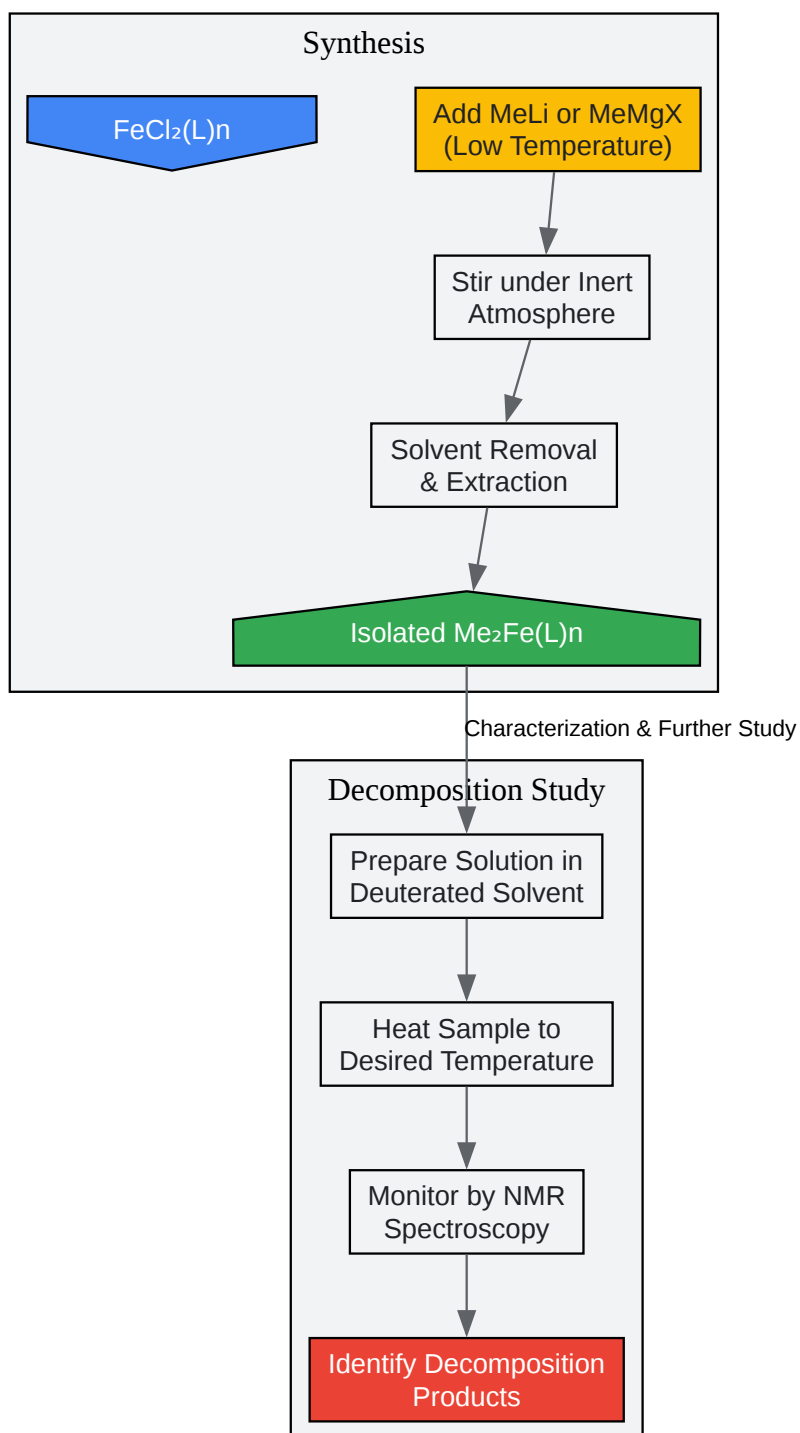 Synthesis
FeCl₂(L)n
Add MeLi or MeMgX
(Low Temperature)
Stir under Inert
Atmosphere
Solvent Removal
& Extraction
Isolated Me₂Fe(L)n
Characterization & Further Study
Decomposition Study
Prepare Solution in
Deuterated Solvent
Heat Sample to
Desired Temperature
Monitor by NMR
Spectroscopy
Identify Decomposition
Products